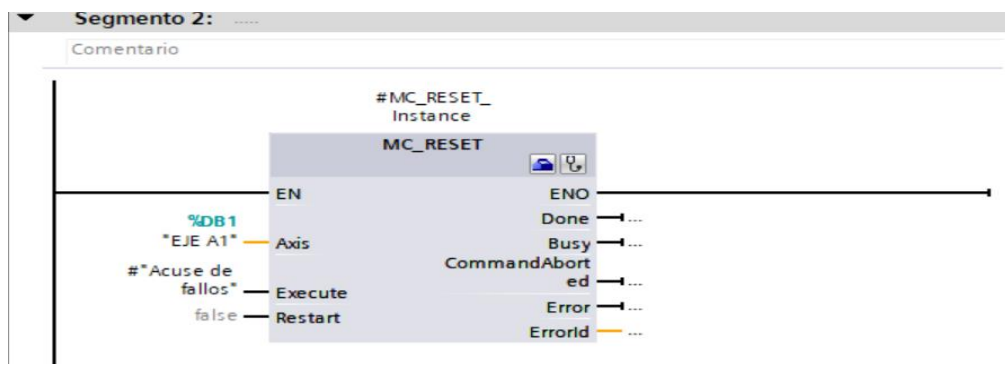 Segmento 2: .....
Comentario
#MC_RESET_
Instance
MC_RESET
EN
ENO
%DB1
"EJE A1"
Axis
Done
Busy
#"Acuse de
fallos"
Execute
CommandAbort
ed
false
Restart
Error
ErrorId
...
...
...
...
...